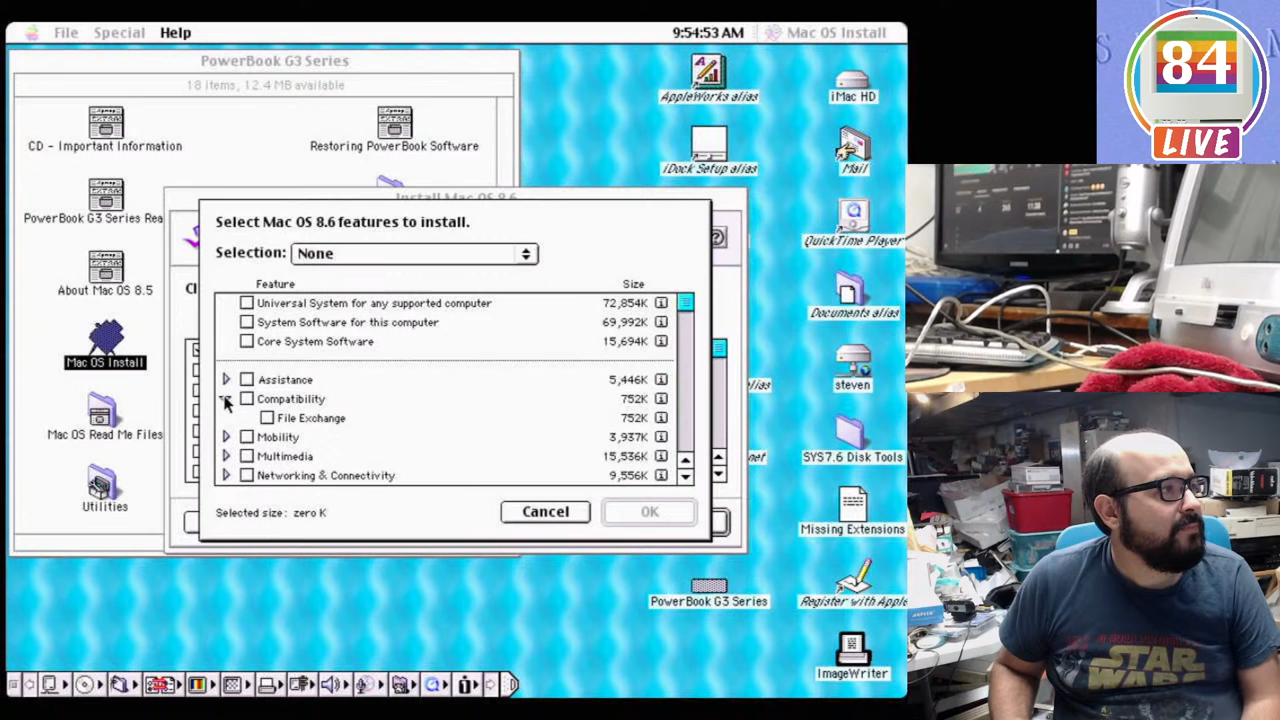 File Special Help
9:54:53 AM
Mac OS Install
84
LIVE
PowerBook G3 Series
18 items, 12.4 MB available
CD - Important Information
Restoring PowerBook Software
PowerBook G3 Series Rea
About Mac OS 8.5
Mac OS Install
Mac OS Read Me Files
Utilities
Install Mac OS 8.6
Select Mac OS 8.6 features to install.
Selection: None
Feature Size
Universal System for any supported computer 72,854K
System Software for this computer 69,992K
Core System Software 15,694K
Assistance 5,446K
Compatibility 752K
File Exchange 752K
Mobility 3,937K
Multimedia 15,536K
Networking & Connectivity 9,556K
Selected size: zero K
Cancel
OK
AppleWorks alias
iMac HD
iDock Setup alias
Mail
QuickTime Player
Documents alias
steven
SYS7.6 Disk Tools
Missing Extensions
PowerBook G3 Series
Register with Apple
ImageWriter
STAR
WARS